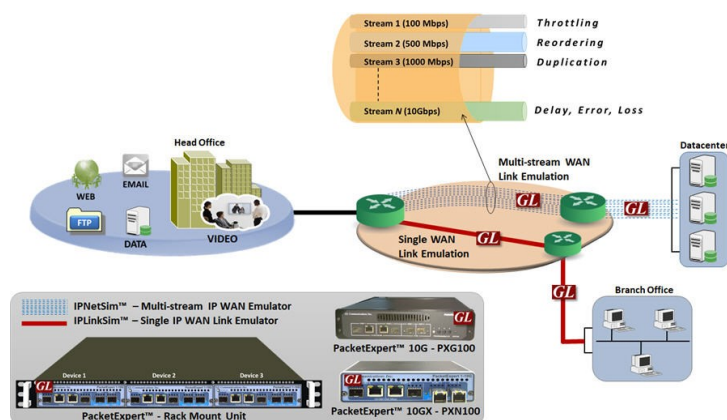 Stream 1 (100 Mbps)
Throttling
Stream 2 (500 Mbps)
Reordering
Stream 3 (1000 Mbps)
Duplication
Stream N (10Gbps)
Delay, Error, Loss
Head Office
EMAIL
WEB
FTP
DATA
VIDEO
Multi-stream WAN
Link Emulation
GL
GL
Datacenter
Single WAN
Link Emulation
GL
GL
Branch Office
IPNetSim™ – Multi-stream IP WAN Emulator
IPLinkSim™ – Single IP WAN Link Emulator
GL
PacketExpert™ 10G - PXG100
Device 1
Device 2
Device 3
GL
GL
PacketExpert™ - Rack Mount Unit
PacketExpert™ 10GX - PXN100